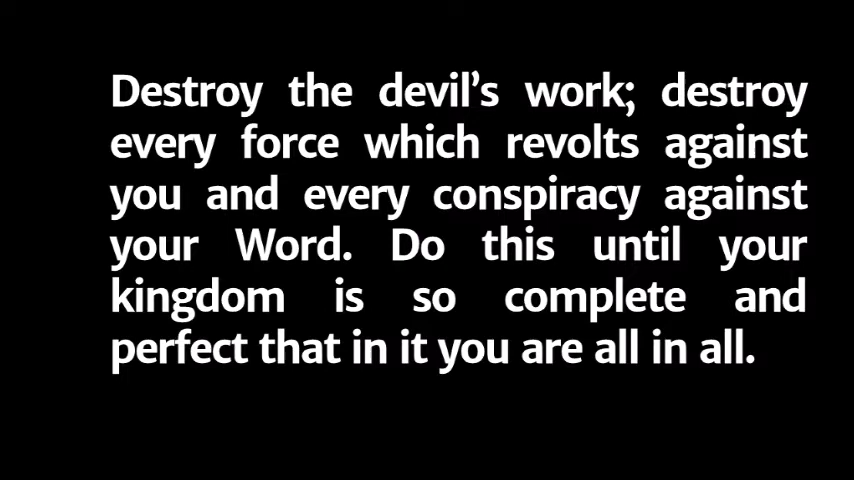 Destroy the devil’s work; destroy
every force which revolts against
you and every conspiracy against
your Word. Do this until your
kingdom is so complete and
perfect that in it you are all in all.